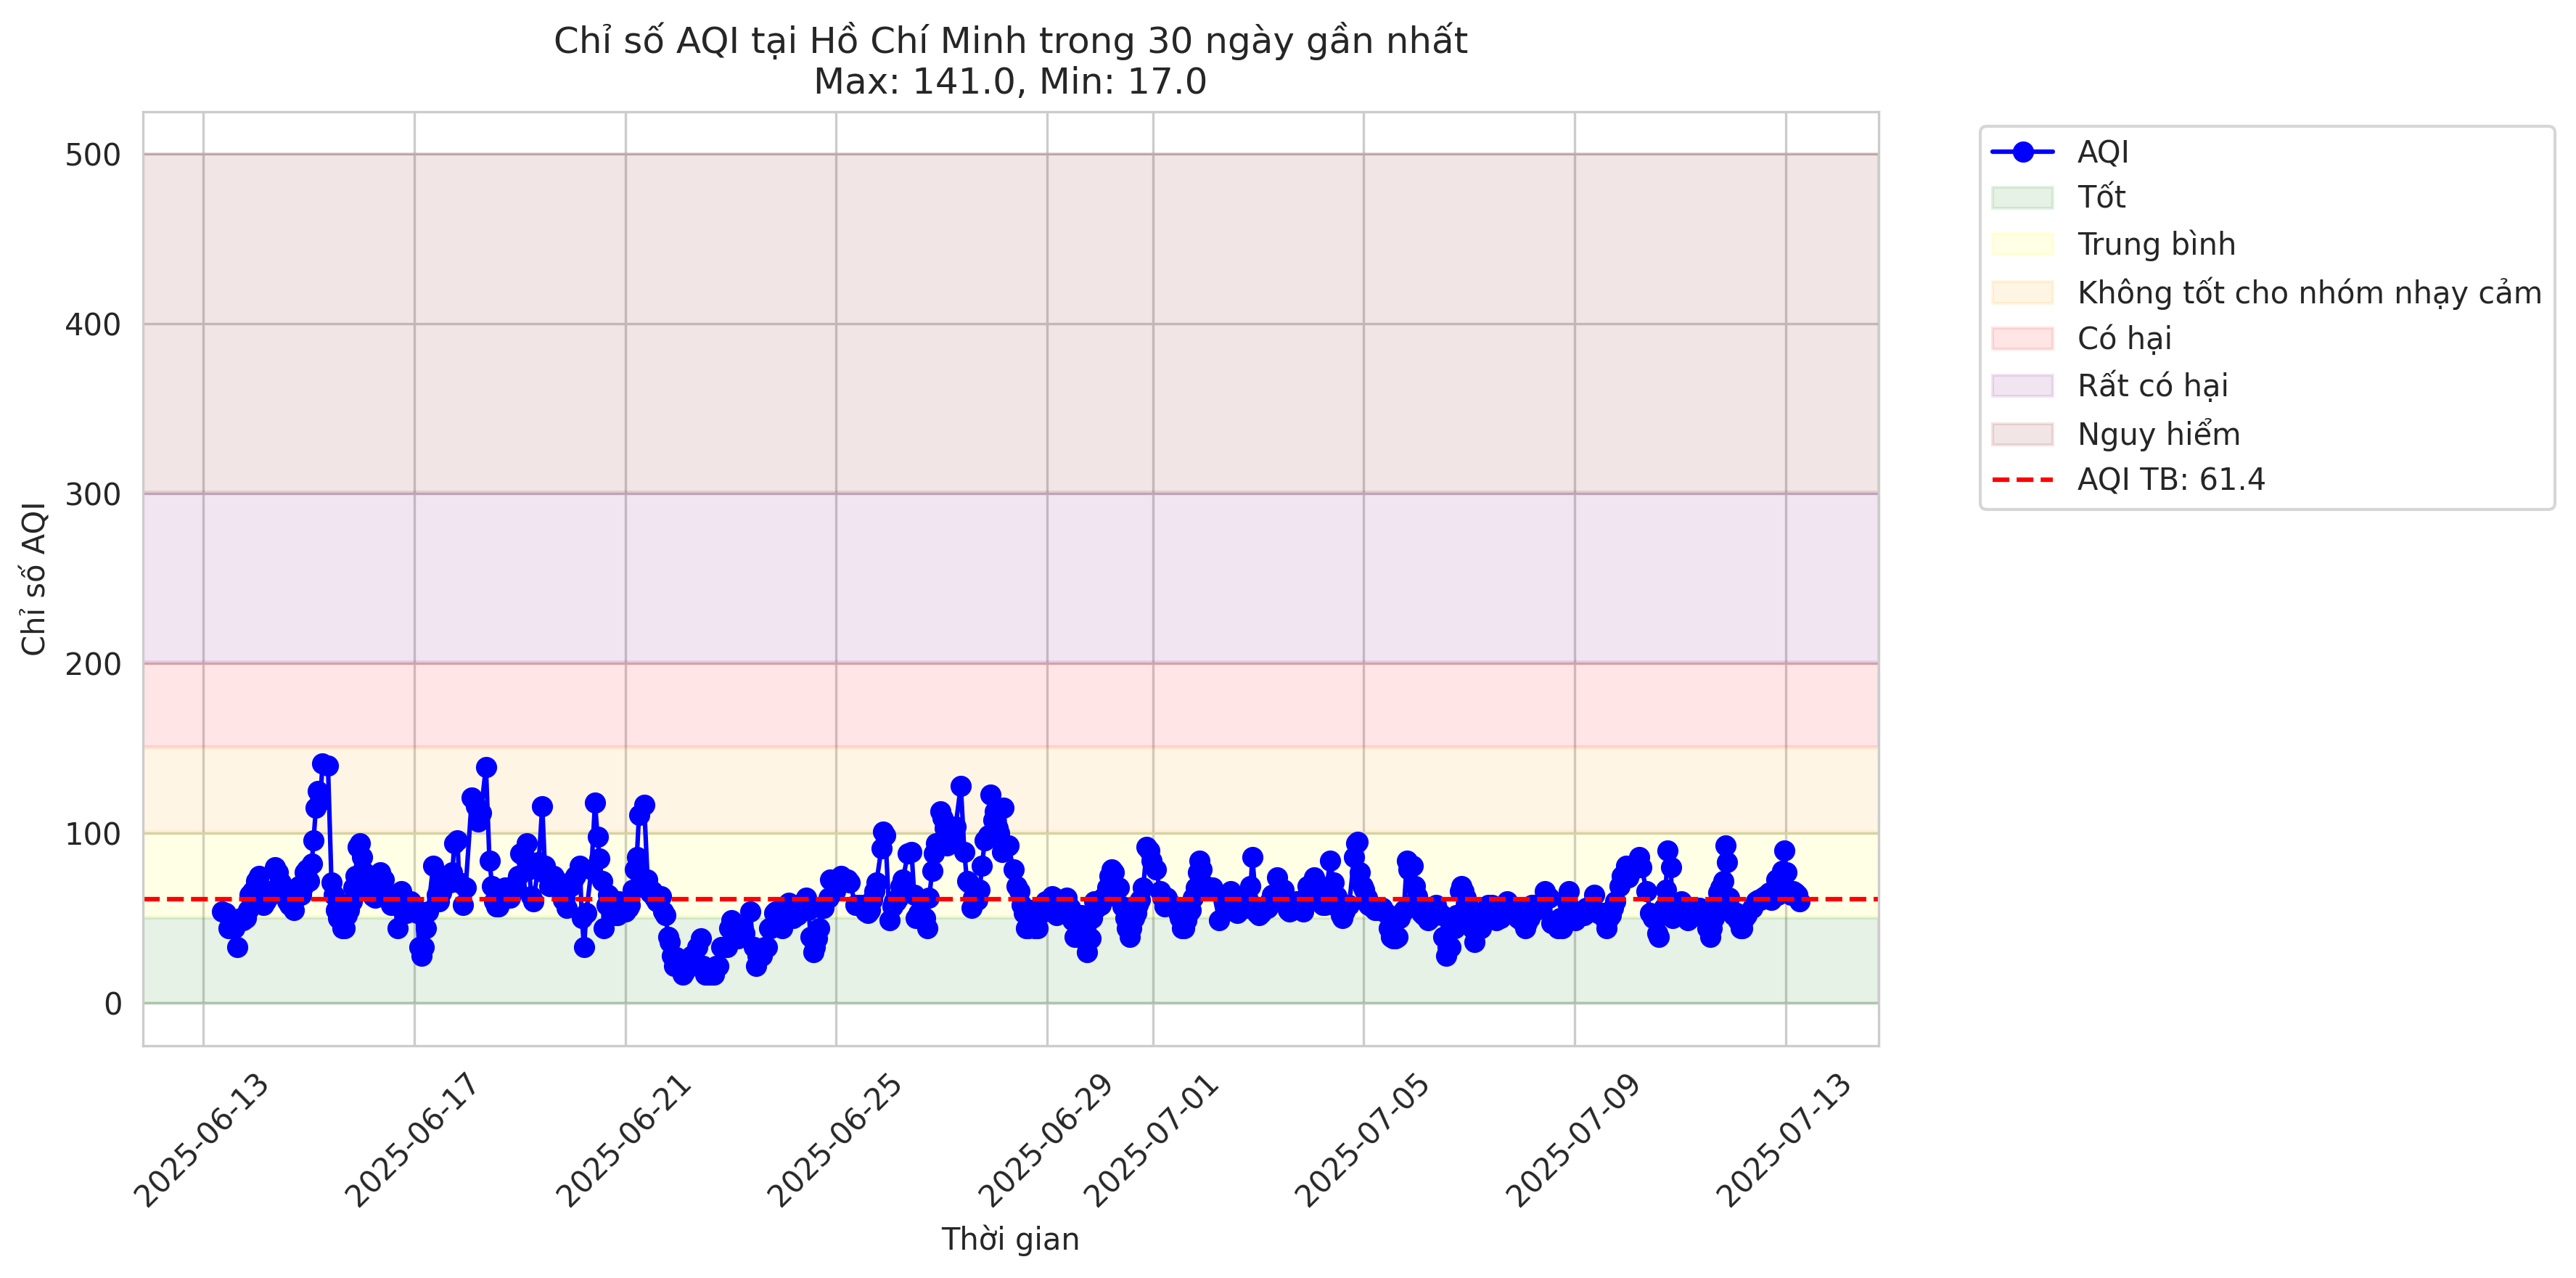 Chỉ số AQI tại Hồ Chí Minh trong 30 ngày gần nhất
Max: 141.0, Min: 17.0
Chỉ số AQI
500
400
300
200
100
0
2025-06-13
2025-06-17
2025-06-21
2025-06-25
2025-06-29
2025-07-01
2025-07-05
2025-07-09
2025-07-13
Thời gian
AQI
Tốt
Trung bình
Không tốt cho nhóm nhạy cảm
Có hại
Rất có hại
Nguy hiểm
AQI TB: 61.4